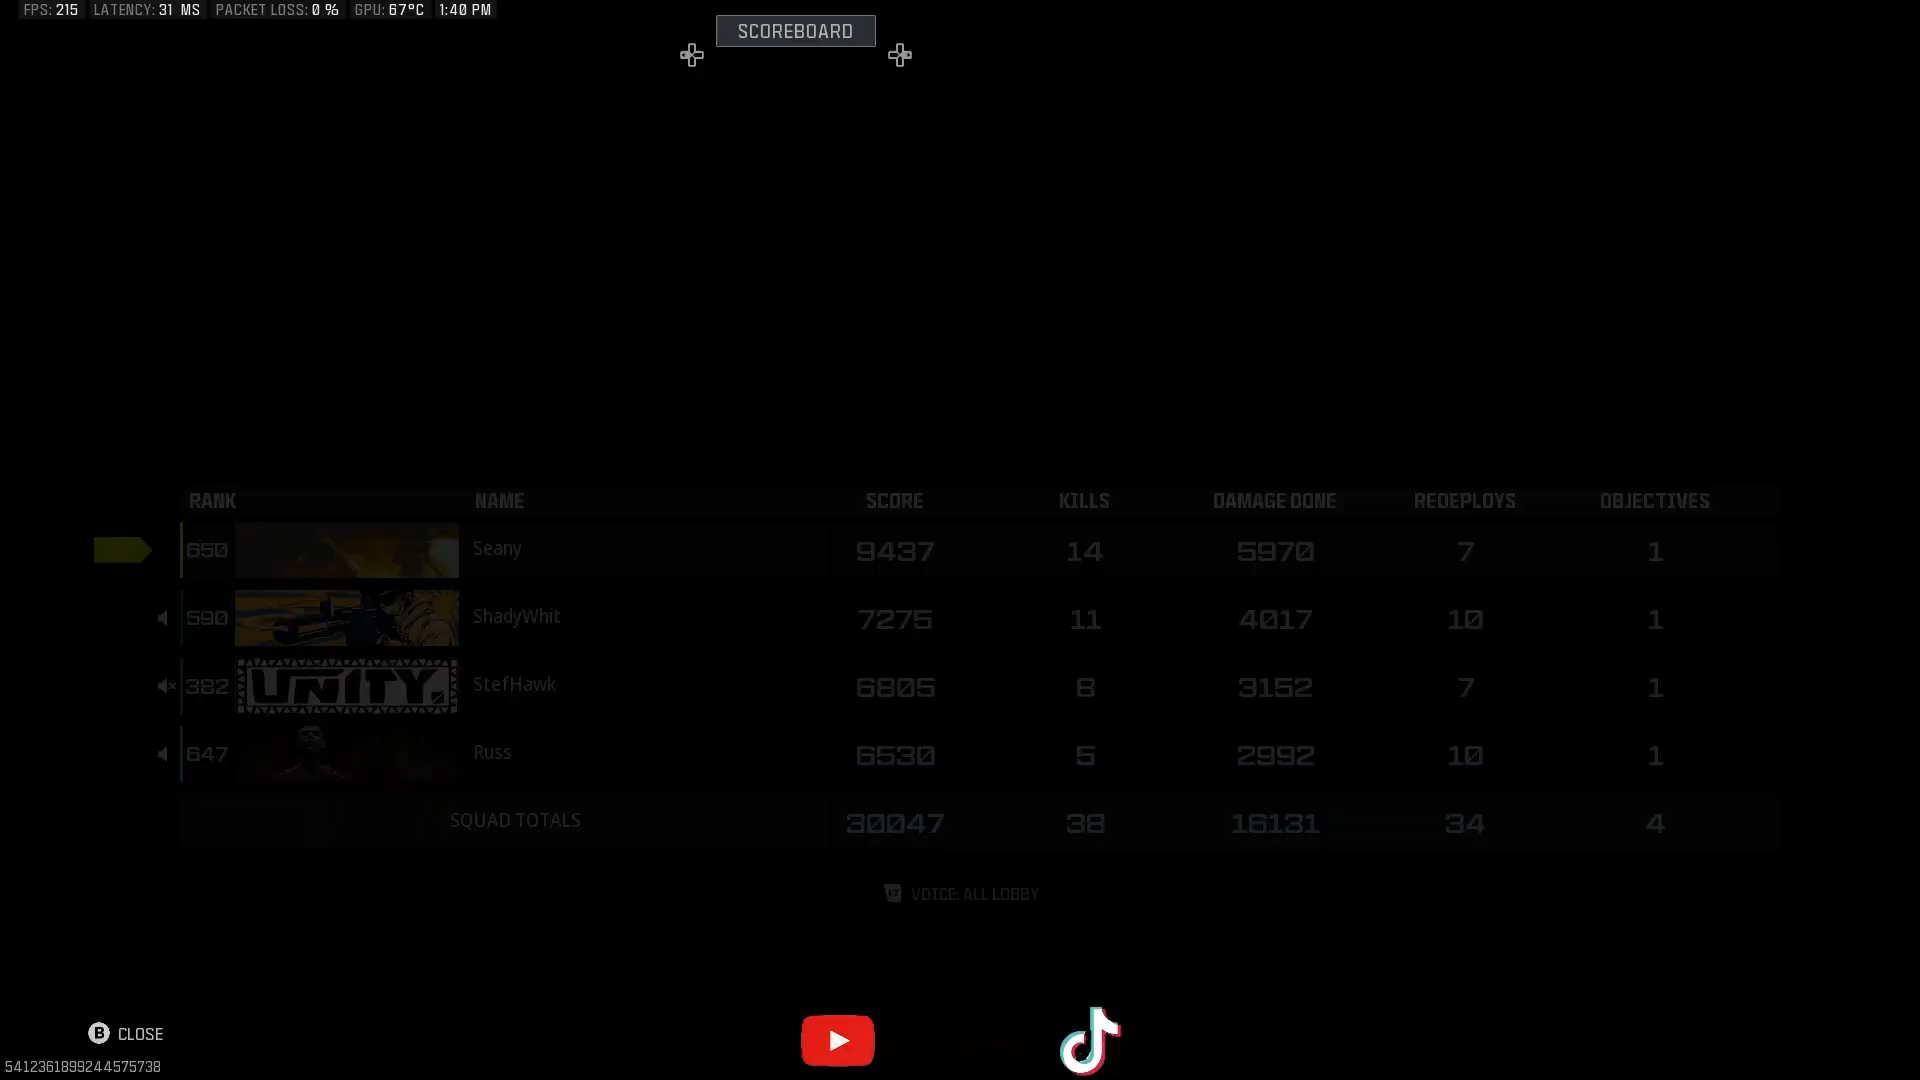 FPS: 215 LATENCY: 31 MS PACKET LOSS: 0 % GPU: 67°C 1:40 PM
SCOREBOARD
RANK NAME SCORE KILLS DAMAGE DONE REDEPLOYS OBJECTIVES
650 Seany 9437 14 5970 7 1
590 ShadyWhit 7275 11 4017 10 1
382 UNITY StefHawk 6805 8 3152 7 1
647 Russ 6530 5 2992 10 1
SQUAD TOTALS 30047 38 16131 34 4
LT VOICE: ALL LOBBY
B CLOSE
5412361899244575738